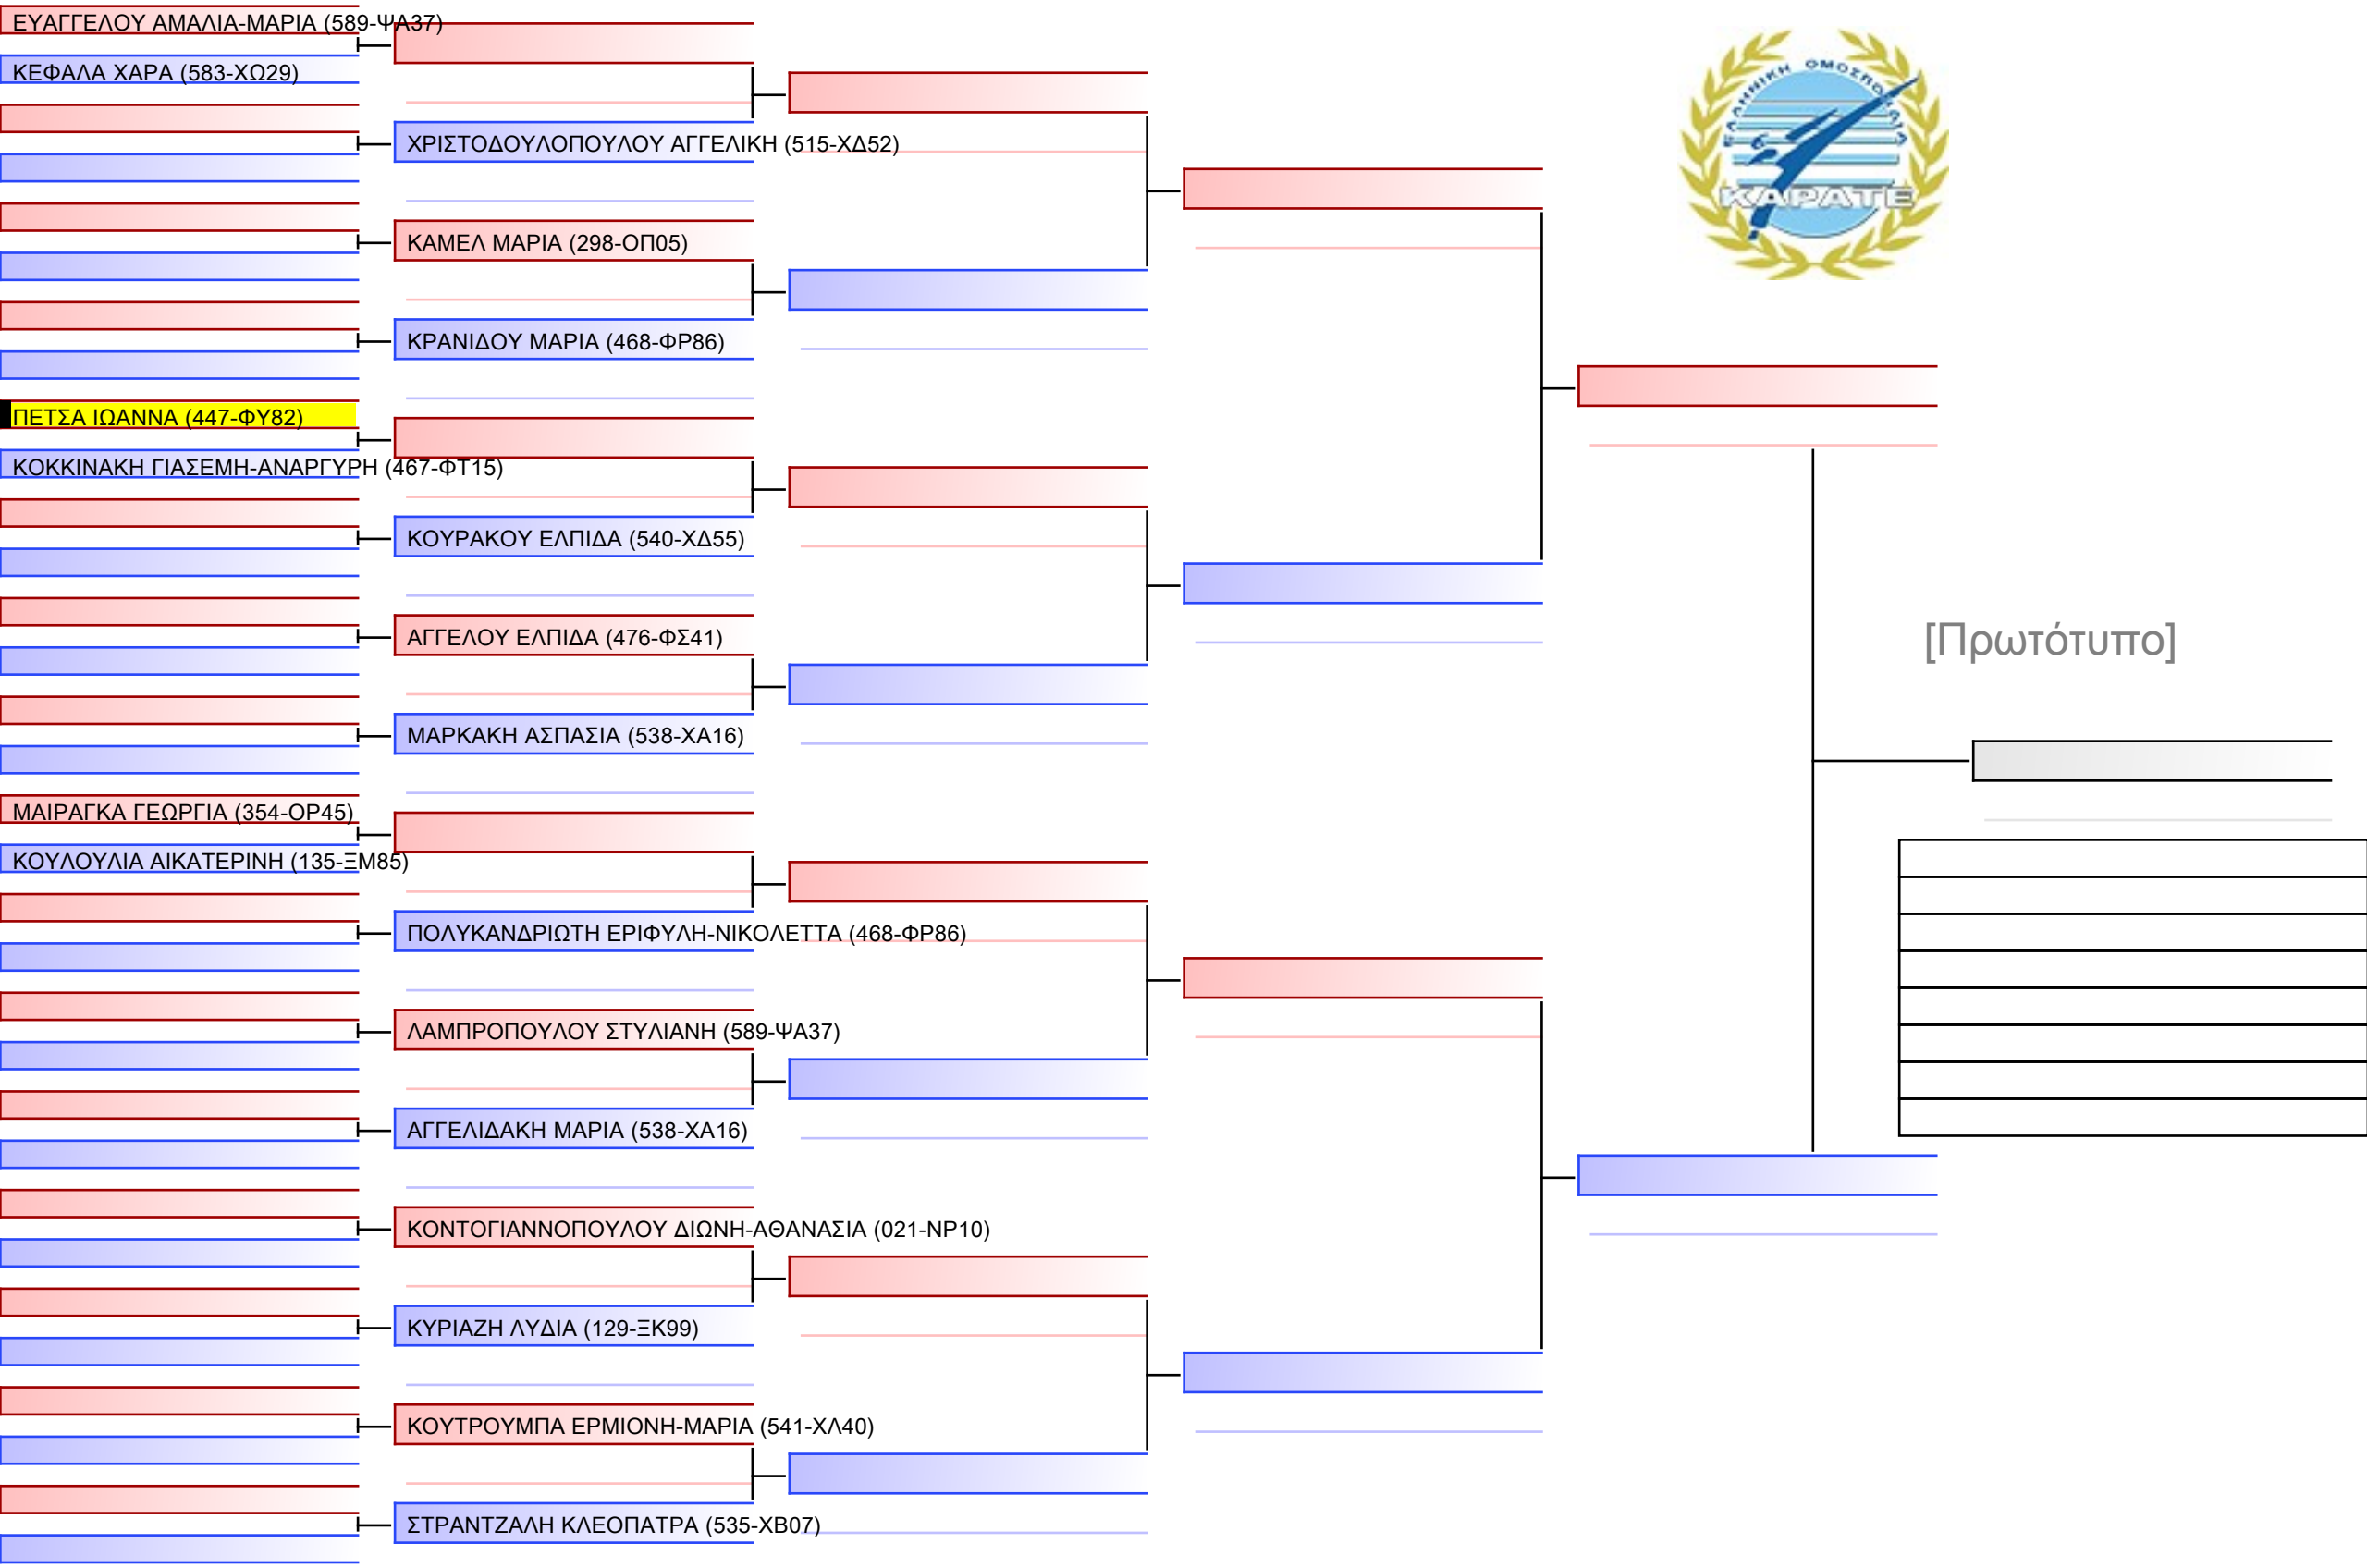 ΕΥΑΓΓΕΛΟΥ ΑΜΑΛΙΑ-ΜΑΡΙΑ (589-ΨΑ37)
ΚΕΦΑΛΑ ΧΑΡΑ (583-ΧΩ29)
ΧΡΙΣΤΟΔΟΥΛΟΠΟΥΛΟΥ ΑΓΓΕΛΙΚΗ (515-ΧΔ52)
ΚΑΜΕΛ ΜΑΡΙΑ (298-ΟΠ05)
ΚΡΑΝΙΔΟΥ ΜΑΡΙΑ (468-ΦΡ86)
ΠΕΤΣΑ ΙΩΑΝΝΑ (447-ΦΥ82)
ΚΟΚΚΙΝΑΚΗ ΓΙΑΣΕΜΗ-ΑΝΑΡΓΥΡΗ (467-ΦΤ15)
ΚΟΥΡΑΚΟΥ ΕΛΠΙΔΑ (540-ΧΔ55)
ΑΓΓΕΛΟΥ ΕΛΠΙΔΑ (476-ΦΣ41)
ΜΑΡΚΑΚΗ ΑΣΠΑΣΙΑ (538-ΧΑ16)
ΜΑΙΡΑΓΚΑ ΓΕΩΡΓΙΑ (354-ΟΡ45)
ΚΟΥΛΟΥΛΙΑ ΑΙΚΑΤΕΡΙΝΗ (135-ΞΜ85)
ΠΟΛΥΚΑΝΔΡΙΩΤΗ ΕΡΙΦΥΛΗ-ΝΙΚΟΛΕΤΤΑ (468-ΦΡ86)
ΛΑΜΠΡΟΠΟΥΛΟΥ ΣΤΥΛΙΑΝΗ (589-ΨΑ37)
ΑΓΓΕΛΙΔΑΚΗ ΜΑΡΙΑ (538-ΧΑ16)
ΚΟΝΤΟΓΙΑΝΝΟΠΟΥΛΟΥ ΔΙΩΝΗ-ΑΘΑΝΑΣΙΑ (021-ΝΡ10)
ΚΥΡΙΑΖΗ ΛΥΔΙΑ (129-ΞΚ99)
ΚΟΥΤΡΟΥΜΠΑ ΕΡΜΙΟΝΗ-ΜΑΡΙΑ (541-ΧΛ40)
ΣΤΡΑΝΤΖΑΛΗ ΚΛΕΟΠΑΤΡΑ (535-ΧΒ07)
ΕΛΛΗΝΙΚΗ ΟΜΟΣΠΟΝΔΙΑ
ΚΑΡΑΤΕ
[Πρωτότυπο]